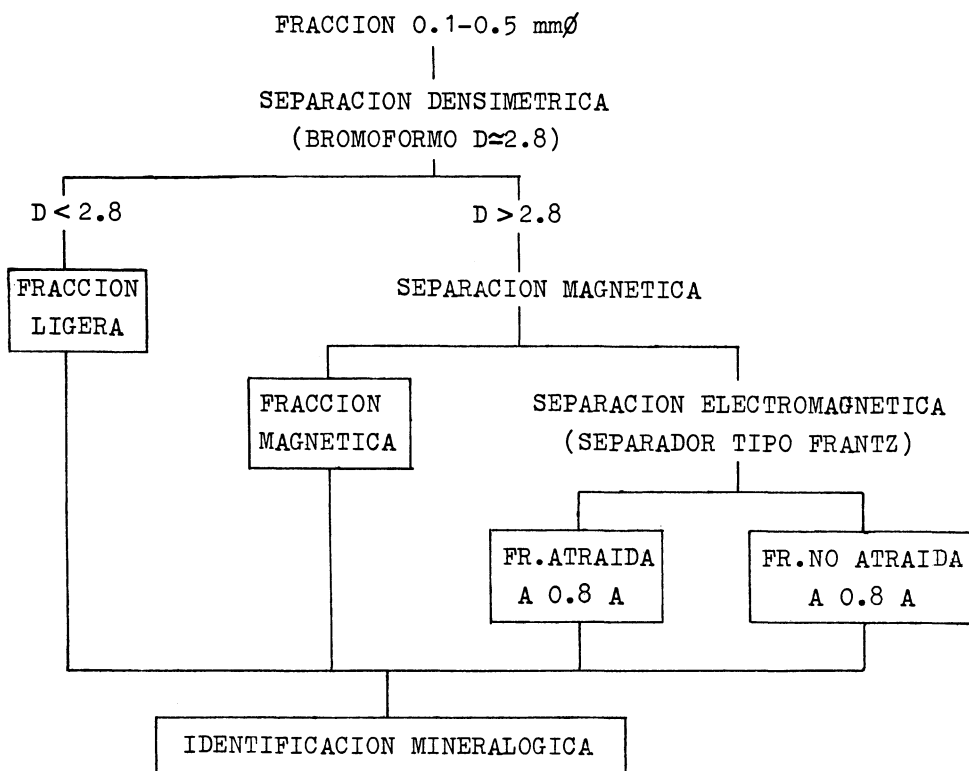 FRACCION 0.1-0.5 mmØ
SEPARACION DENSIMETRICA
(BROMOFORMO D≃2.8)
D < 2.8
D > 2.8
FRACCION
LIGERA
SEPARACION MAGNETICA
FRACCION
MAGNETICA
SEPARACION ELECTROMAGNETICA
(SEPARADOR TIPO FRANTZ)
FR.ATRAIDA
A 0.8 A
FR.NO ATRAIDA
A 0.8 A
IDENTIFICACION MINERALOGICA